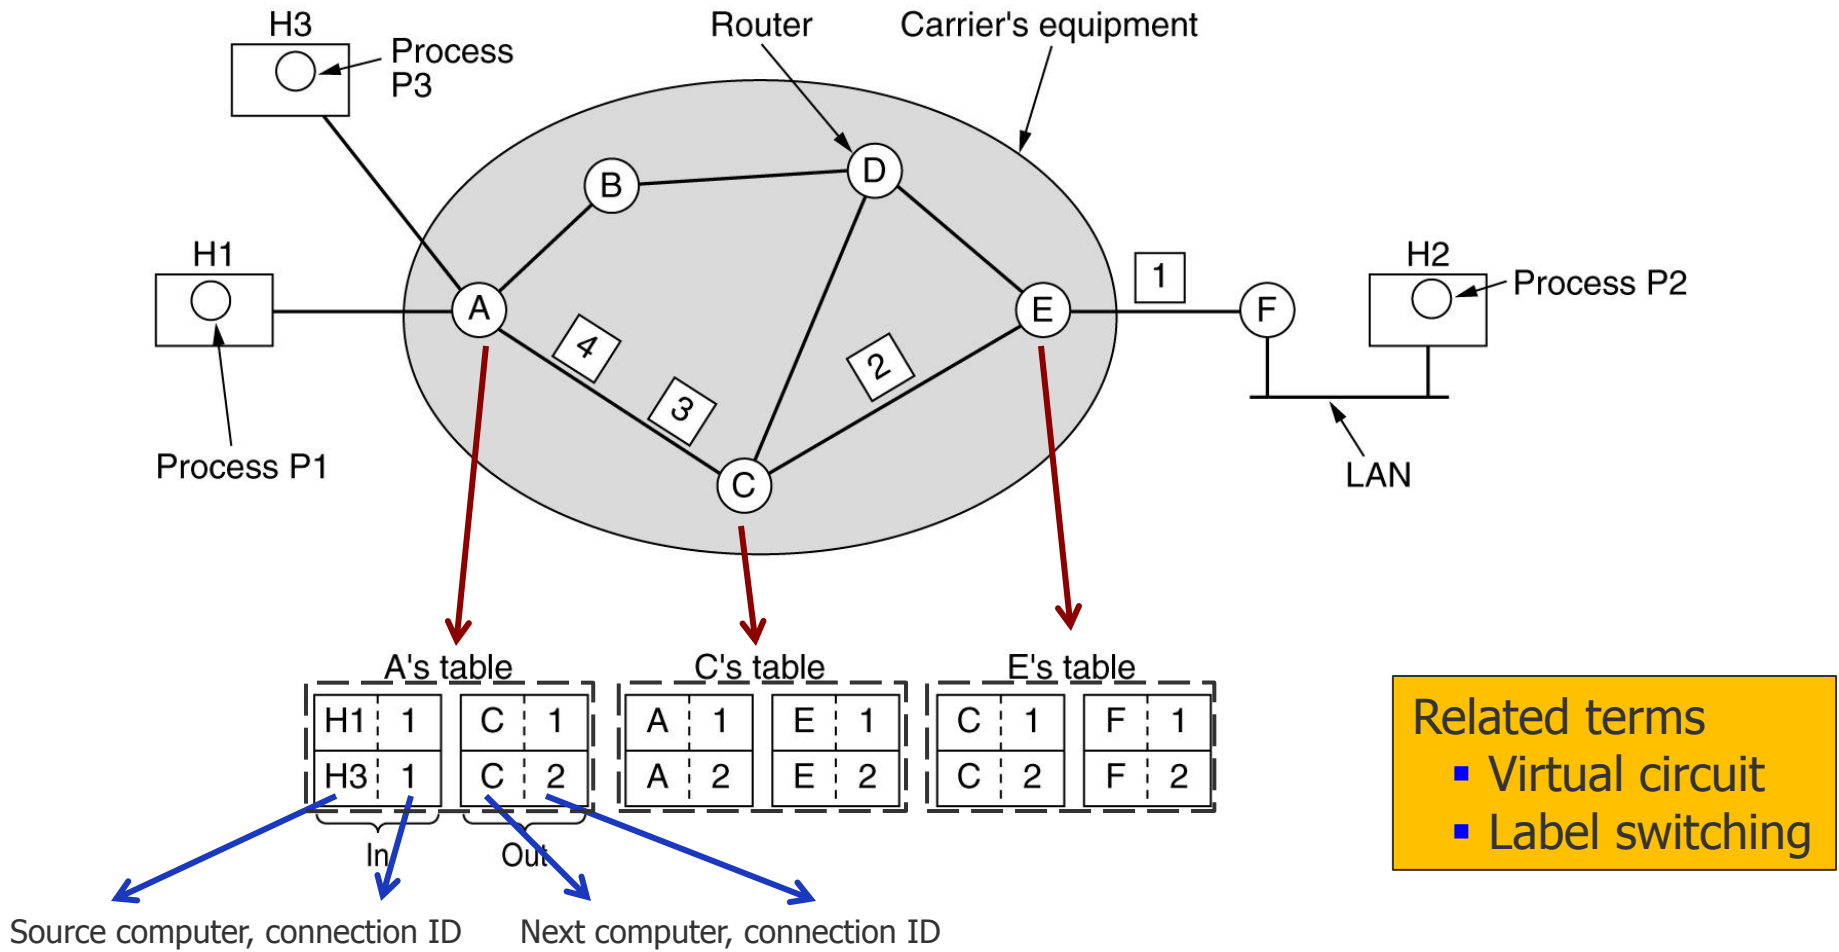 H3
Process
P3
Router
Carrier's equipment
B
D
H1
A
4
3
2
E
1
F
H2
Process P2
Process P1
C
LAN
A's table
C's table
E's table
H1 1 C 1
H3 1 C 2
A 1 E 1
A 2 E 2
C 1 F 1
C 2 F 2
In
Out
Source computer, connection ID
Next computer, connection ID
Related terms
Virtual circuit
Label switching